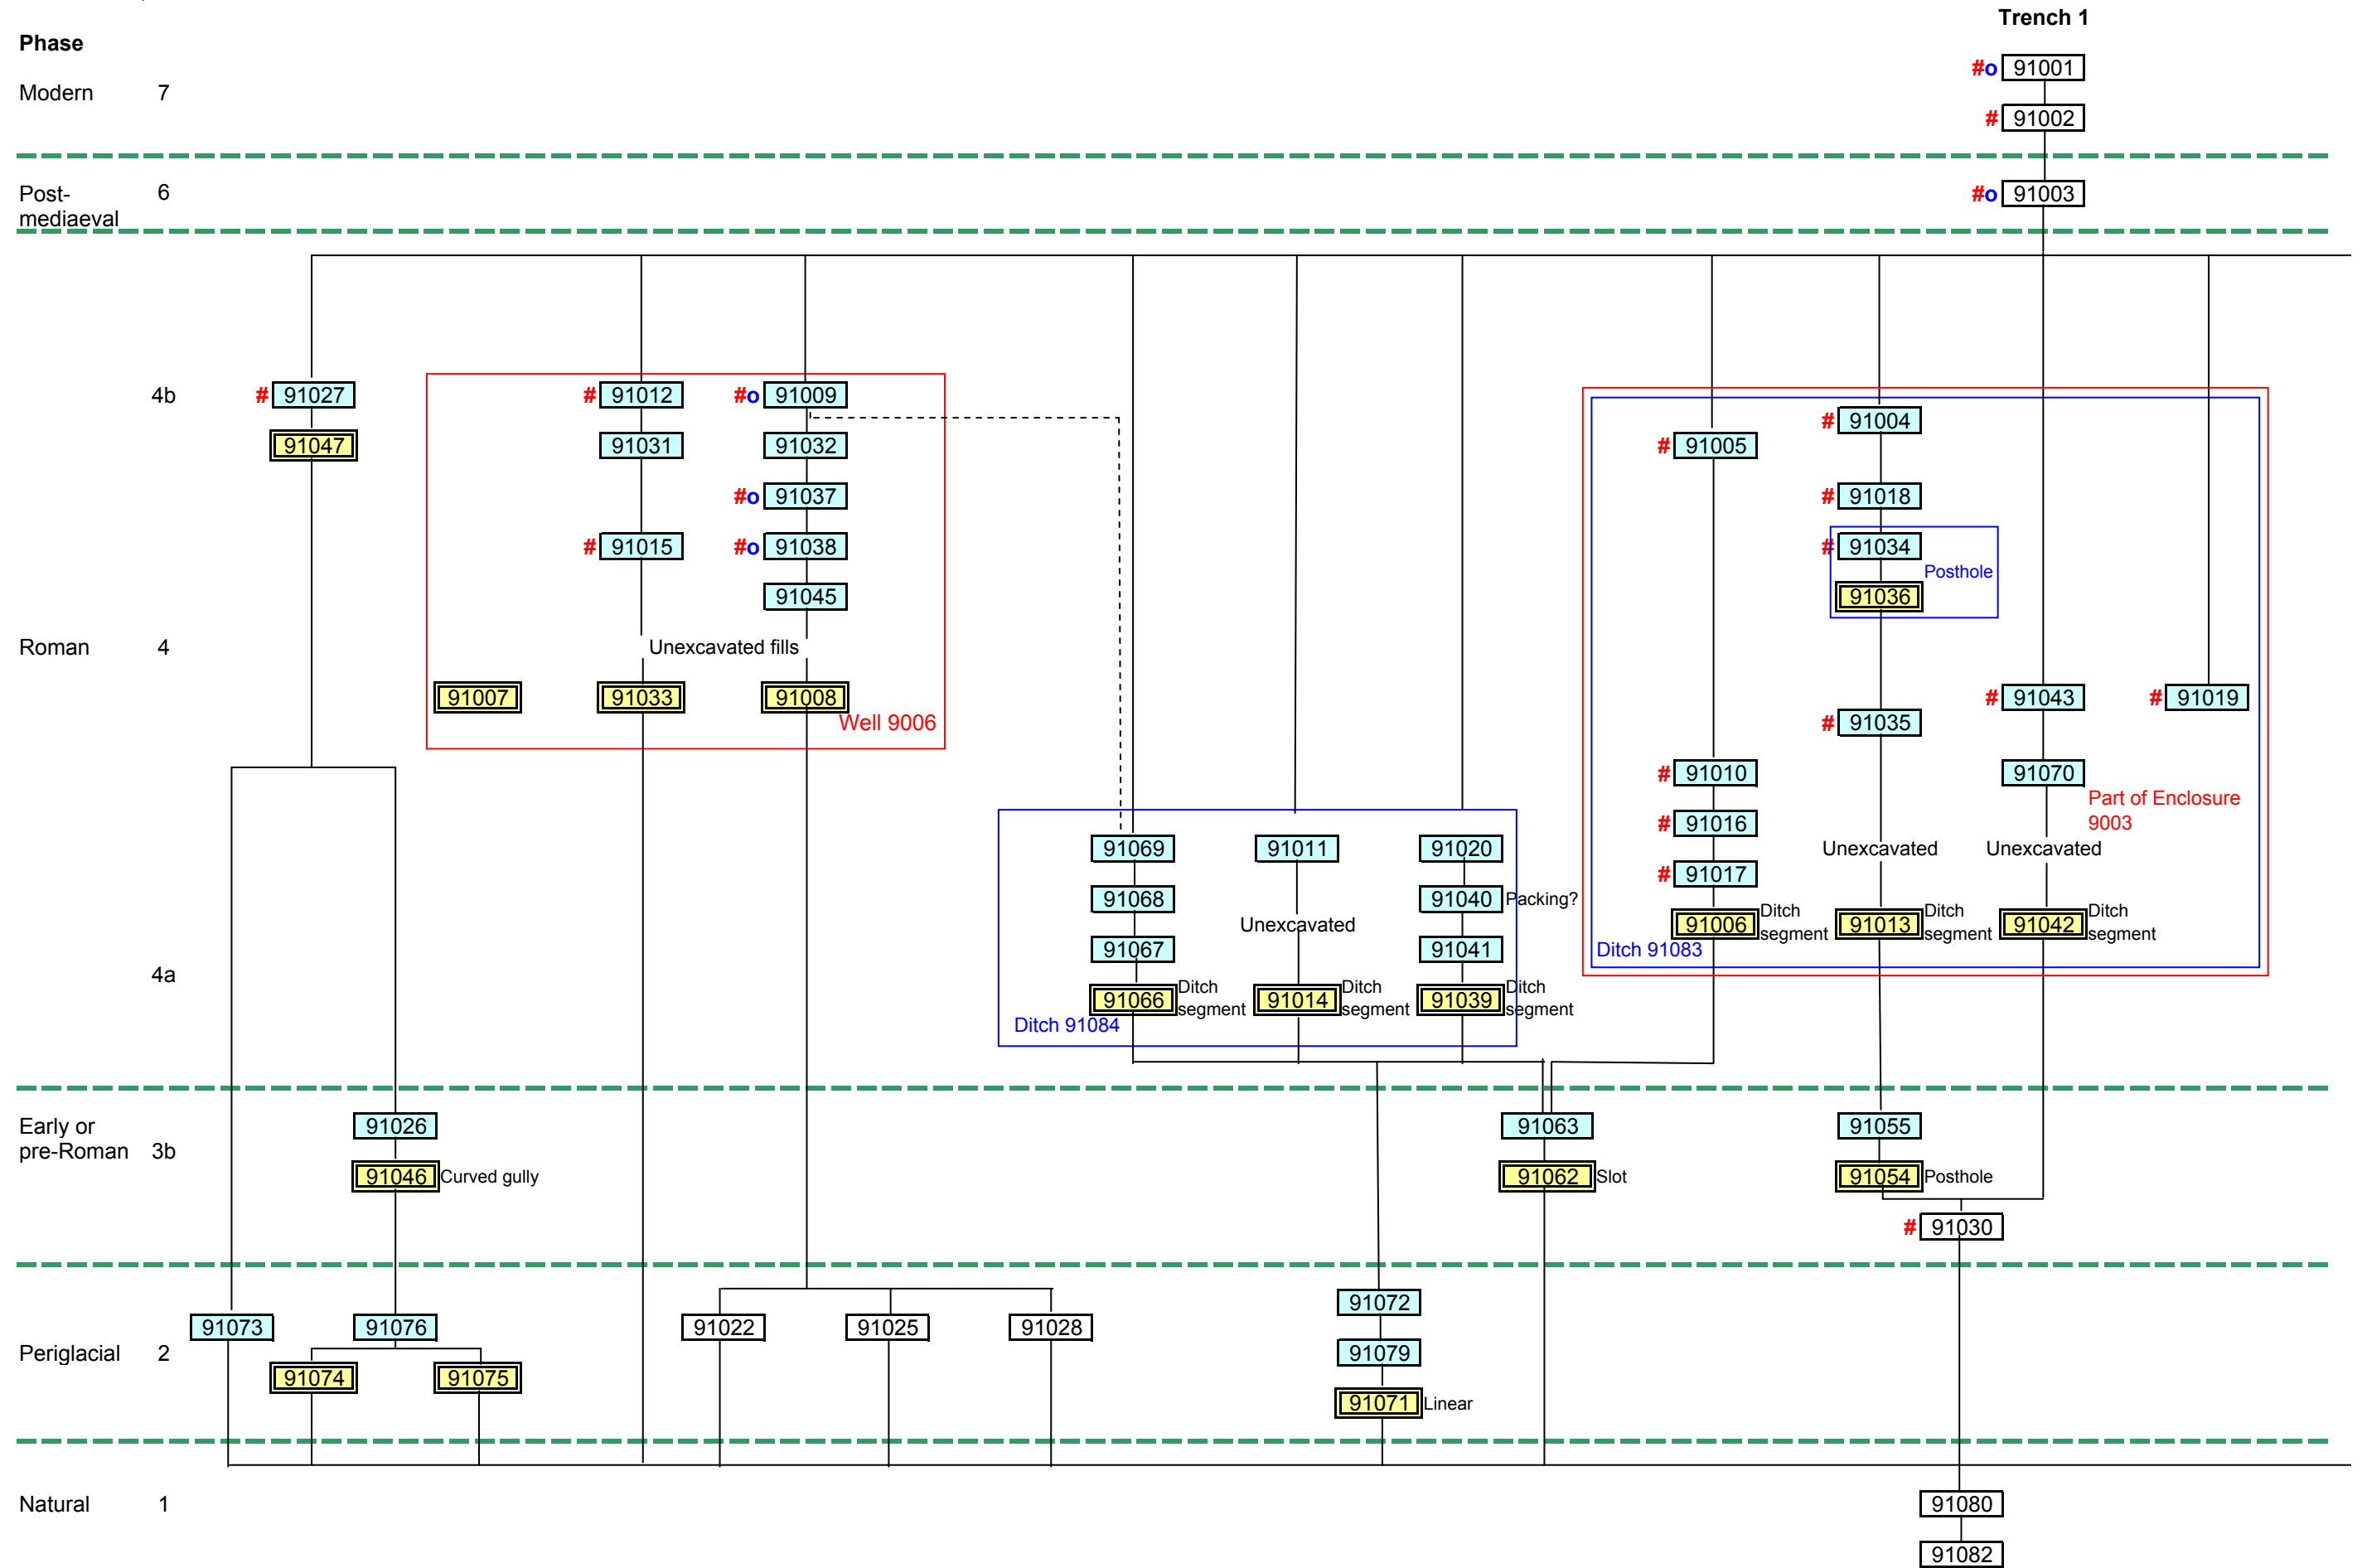 Trench 1
Phase
#o 91001
Modern 7
# 91002
Post- 6
mediaeval
#o 91003
4b
# 91027
# 91012
#o 91009
# 91004
91047
91031
91032
# 91005
#o 91037
# 91018
# 91015
#o 91038
# 91034
Posthole
91045
91036
Roman 4
Unexcavated fills
91007
91033
91008
Well 9006
# 91043
# 91019
# 91035
# 91010
91070
Part of Enclosure
9003
# 91016
91069
91011
91020
Unexcavated
Unexcavated
# 91017
91068
91040 Packing?
Unexcavated
91006 Ditch
segment
91013 Ditch
segment
91042 Ditch
segment
91067
91041
Ditch 91083
4a
91066 Ditch
segment
91014 Ditch
segment
91039 Ditch
segment
Ditch 91084
Early or
pre-Roman 3b
91026
91063
91055
91046 Curved gully
91062 Slot
91054 Posthole
# 91030
91072
91073
91076
91022
91025
91028
Periglacial 2
91079
91074
91075
91071 Linear
Natural 1
91080
91082